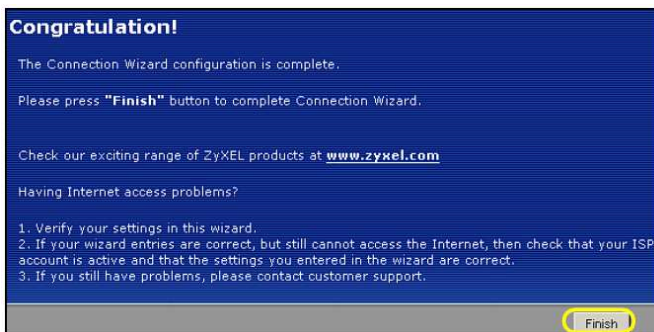 Congratulation!
The Connection Wizard configuration is complete.
Please press "Finish" button to complete Connection Wizard.
Check our exciting range of ZyXEL products at www.zyxel.com
Having Internet access problems?
1. Verify your settings in this wizard.
2. If your wizard entries are correct, but still cannot access the Internet, then check that your ISP
account is active and that the settings you entered in the wizard are correct.
3. If you still have problems, please contact customer support.
Finish